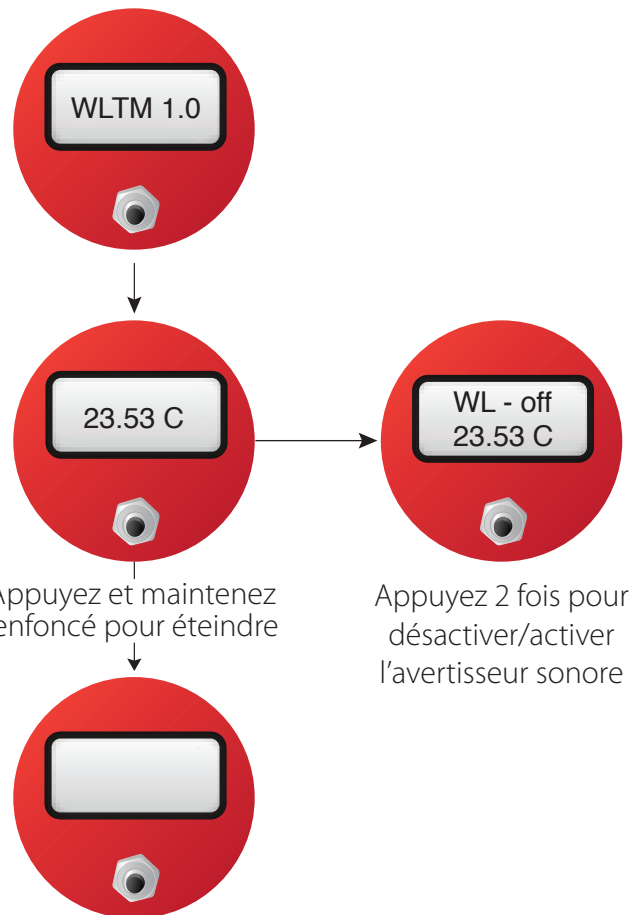 WLTM 1.0
23.53 C
WL - off
23.53 C
Appuyez et maintenez
enfoncé pour éteindre
Appuyez 2 fois pour
désactiver/activer
l’avertisseur sonore